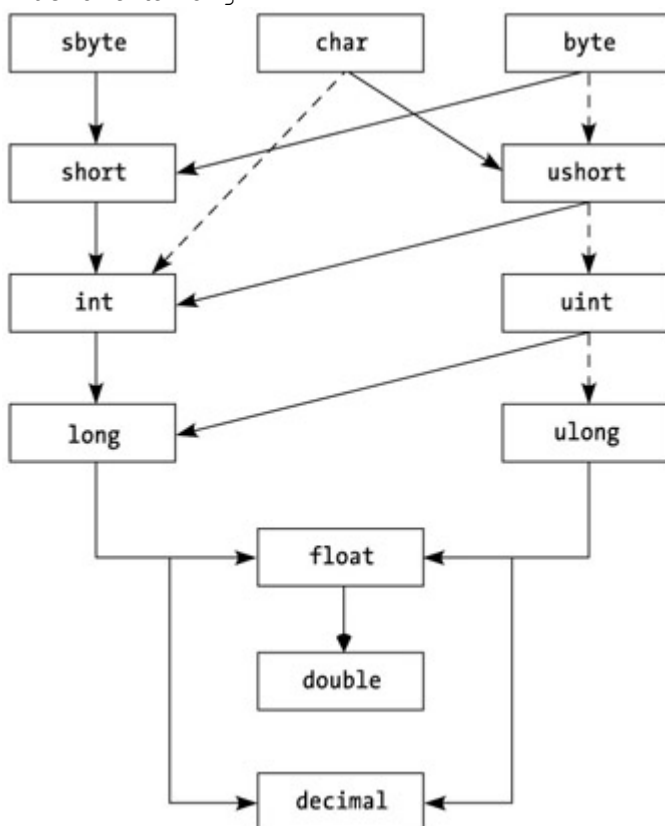 sbyte char byte
short ushort
int uint
long ulong
float
double
decimal